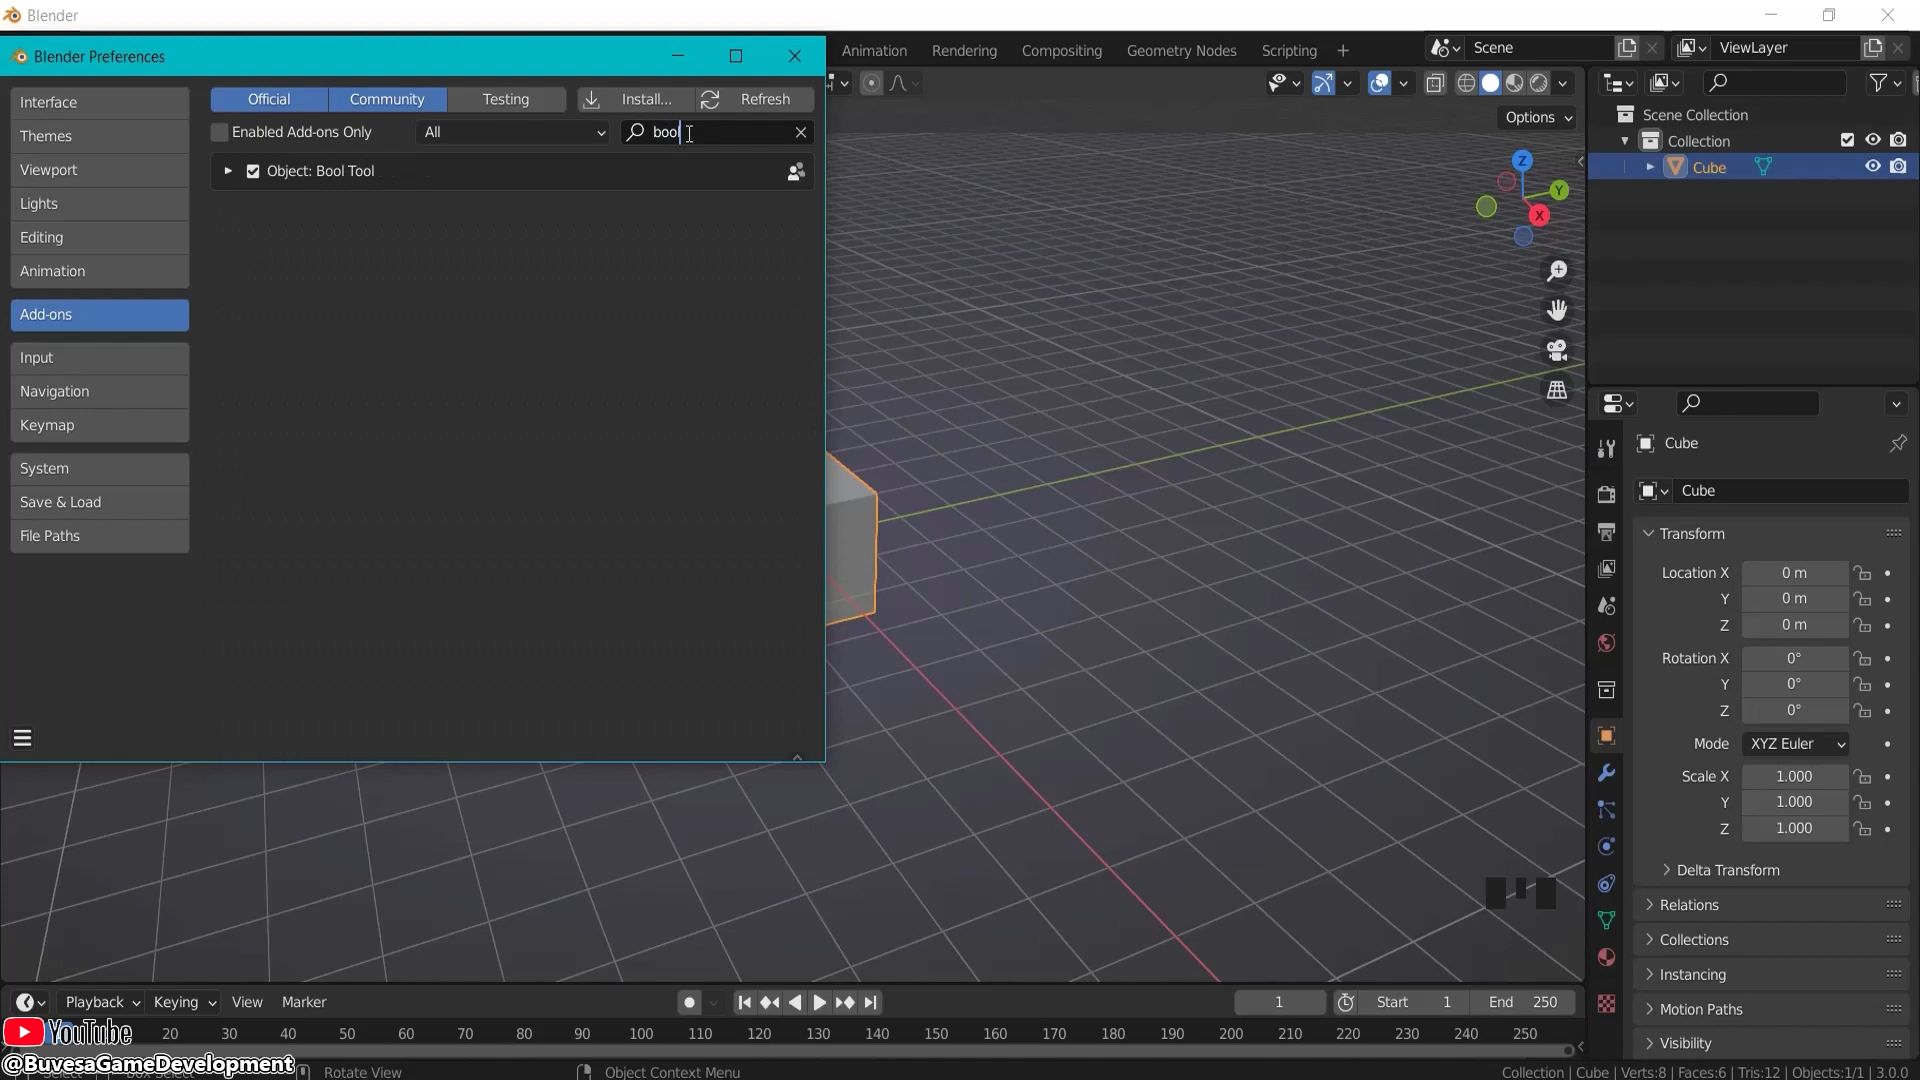 Blender
Blender Preferences
Animation
Rendering
Compositing
Geometry Nodes
Scripting
Scene
ViewLayer
Interface
Themes
Viewport
Lights
Editing
Animation
Add-ons
Input
Navigation
Keymap
System
Save & Load
File Paths
Official
Community
Testing
Install...
Refresh
Enabled Add-ons Only
All
bool
Object: Bool Tool
Options
Z
Y
X
Scene Collection
Collection
Cube
Cube
Cube
Transform
Location X 0 m
Y 0 m
Z 0 m
Rotation X 0°
Y 0°
Z 0°
Mode XYZ Euler
Scale X 1.000
Y 1.000
Z 1.000
Delta Transform
Relations
Collections
Instancing
Motion Paths
Visibility
Playback
Keying
View
Marker
1
Start 1
End 250
20 30 40 50 60 70 80 90 100 110 120 130 140 150 160 170 180 190 200 210 220 230 240 250
YouTube
@BuvesaGameDevelopment
Rotate View
Object Context Menu
Collection | Cube | Verts:8 | Faces:6 | Tris:12 | Objects:1/1 | 3.0.0